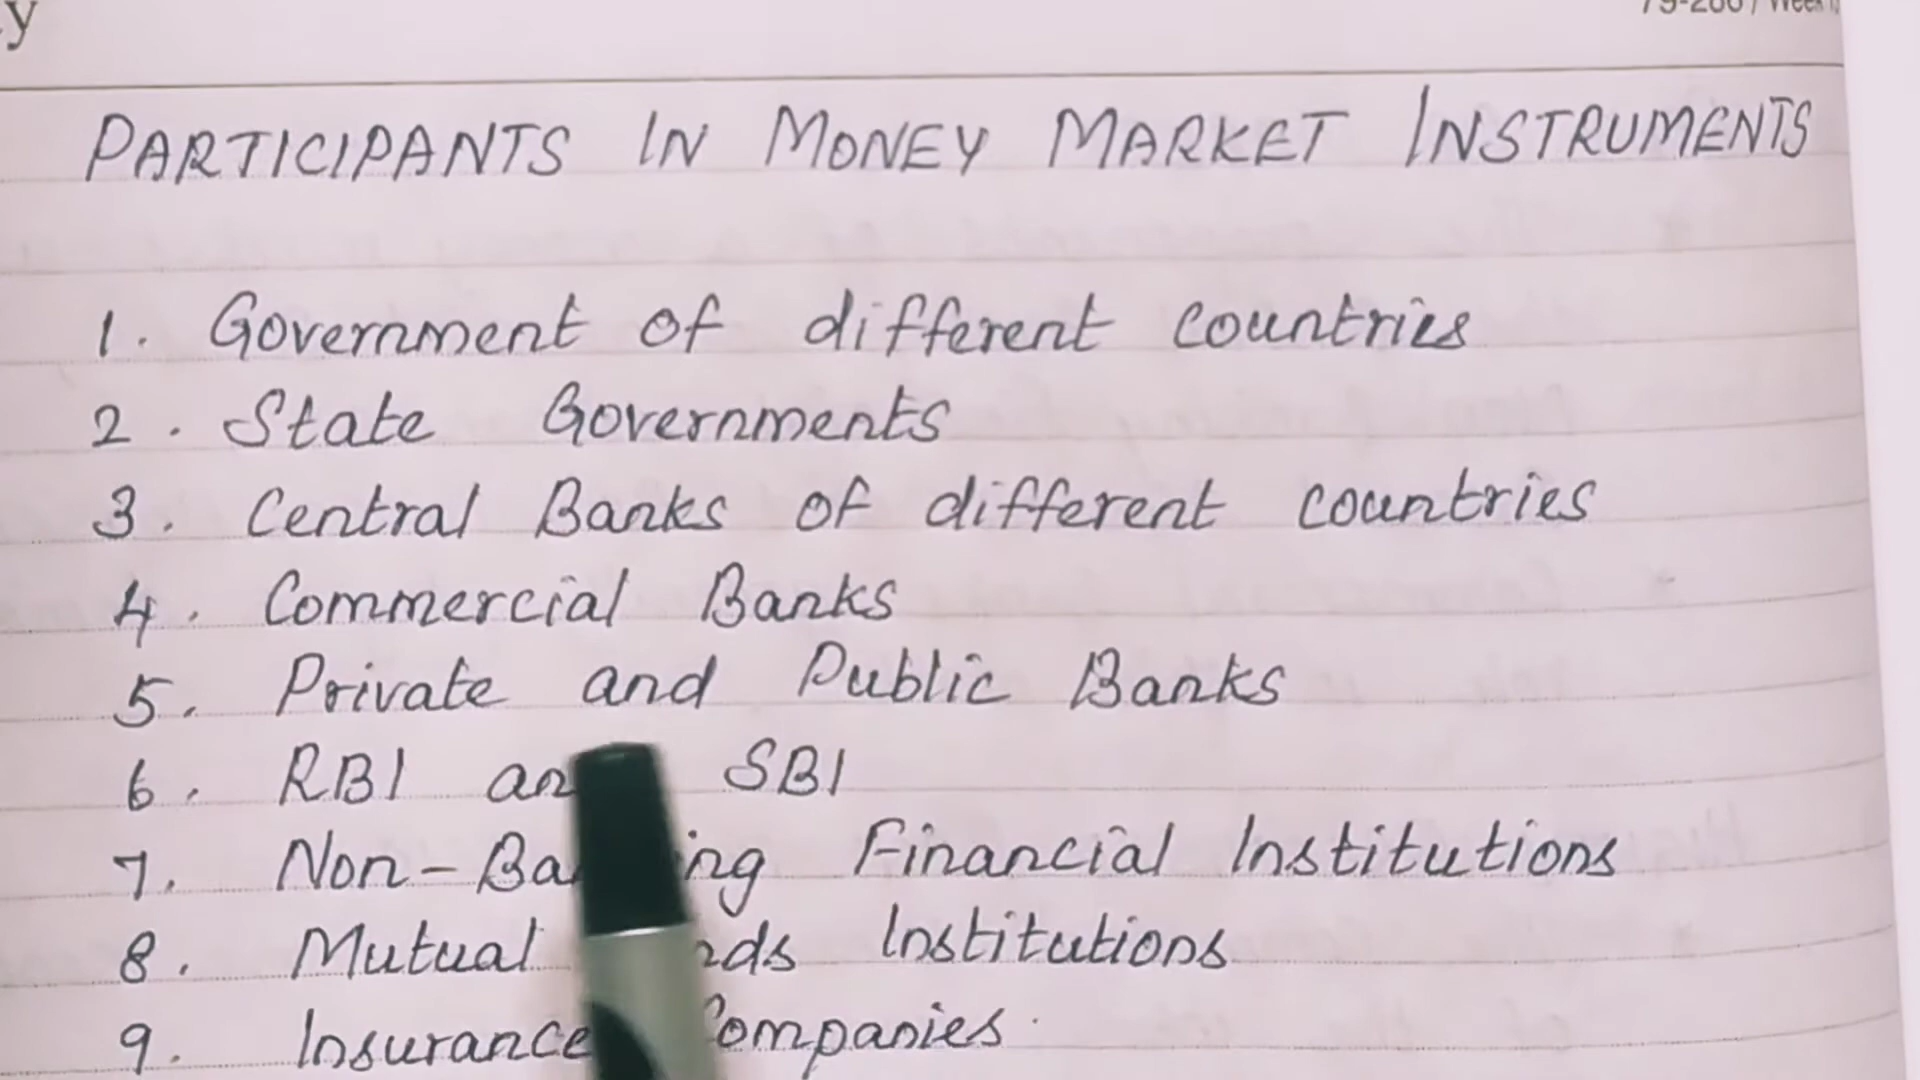 y
PARTICIPANTS IN MONEY MARKET INSTRUMENTS
1. Government of different countries
2. State Governments
3. Central Banks of different countries
4. Commercial Banks
5. Private and Public Banks
6. RBI SBI
7. Non- Financial Institutions
8. Mutual Institutions
9. Insurance Companies.